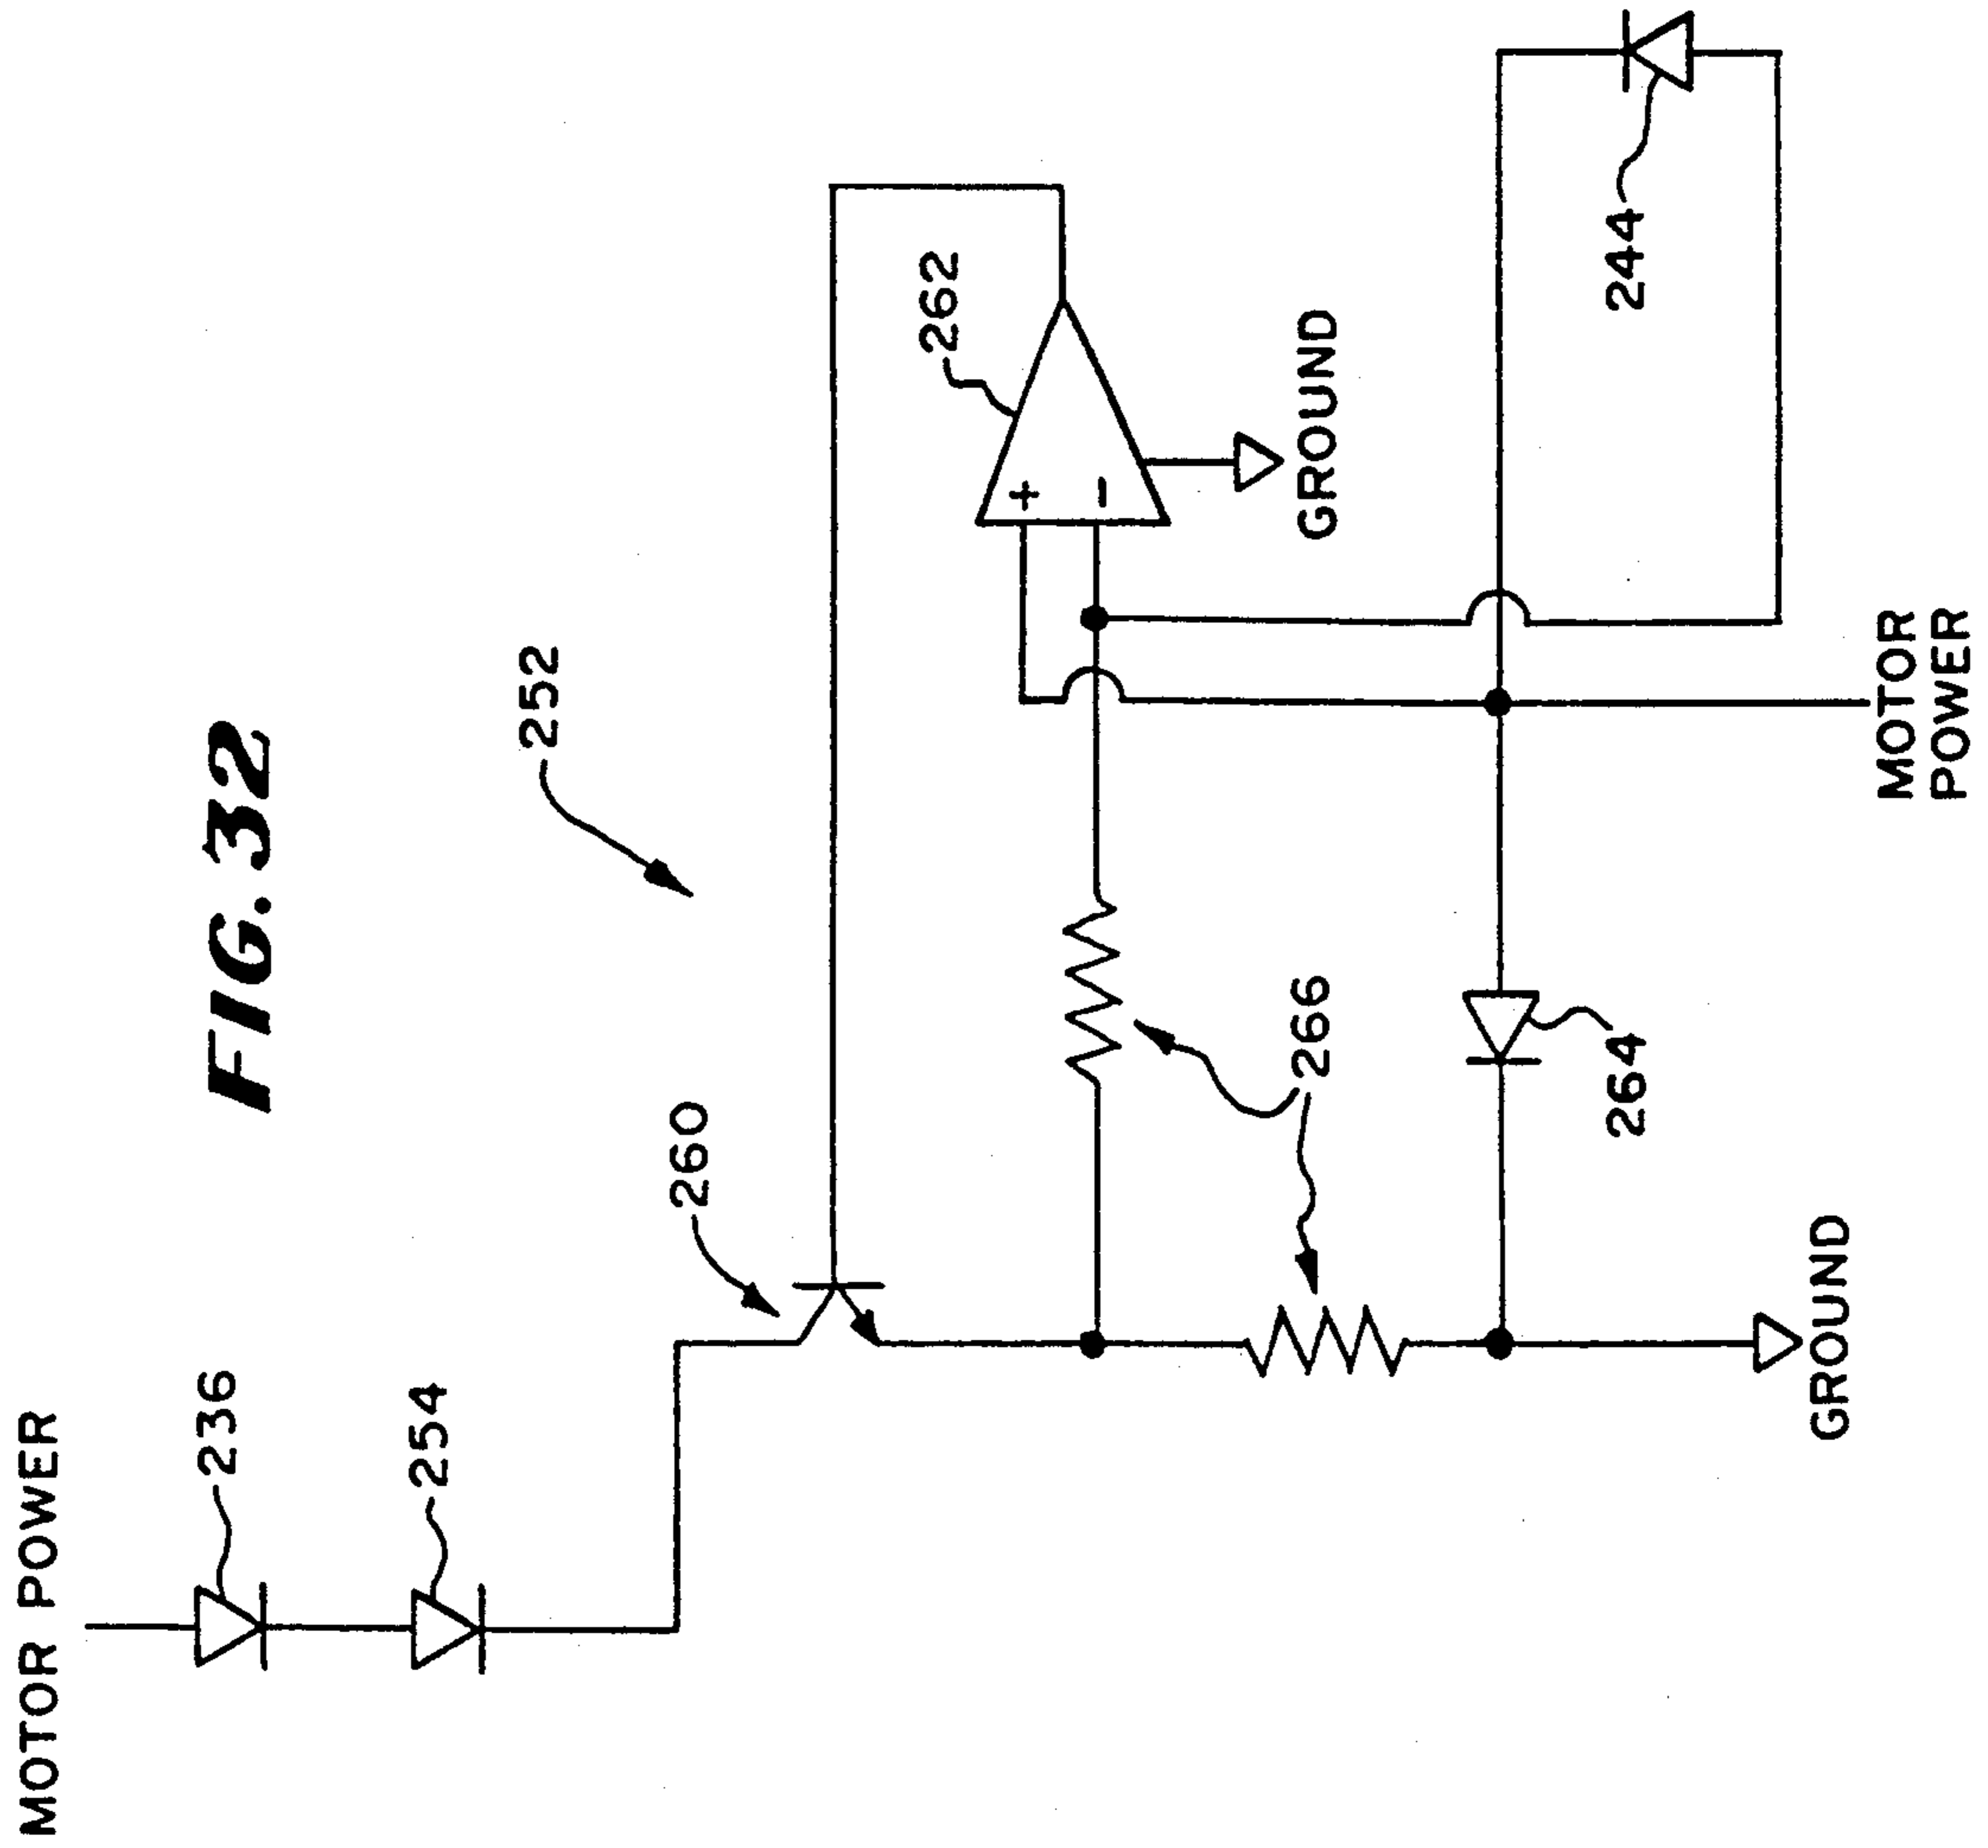 FIG. 32
MOTOR POWER
236
254
260
252
262
+
-
GROUND
266
264
244
MOTOR
POWER
GROUND